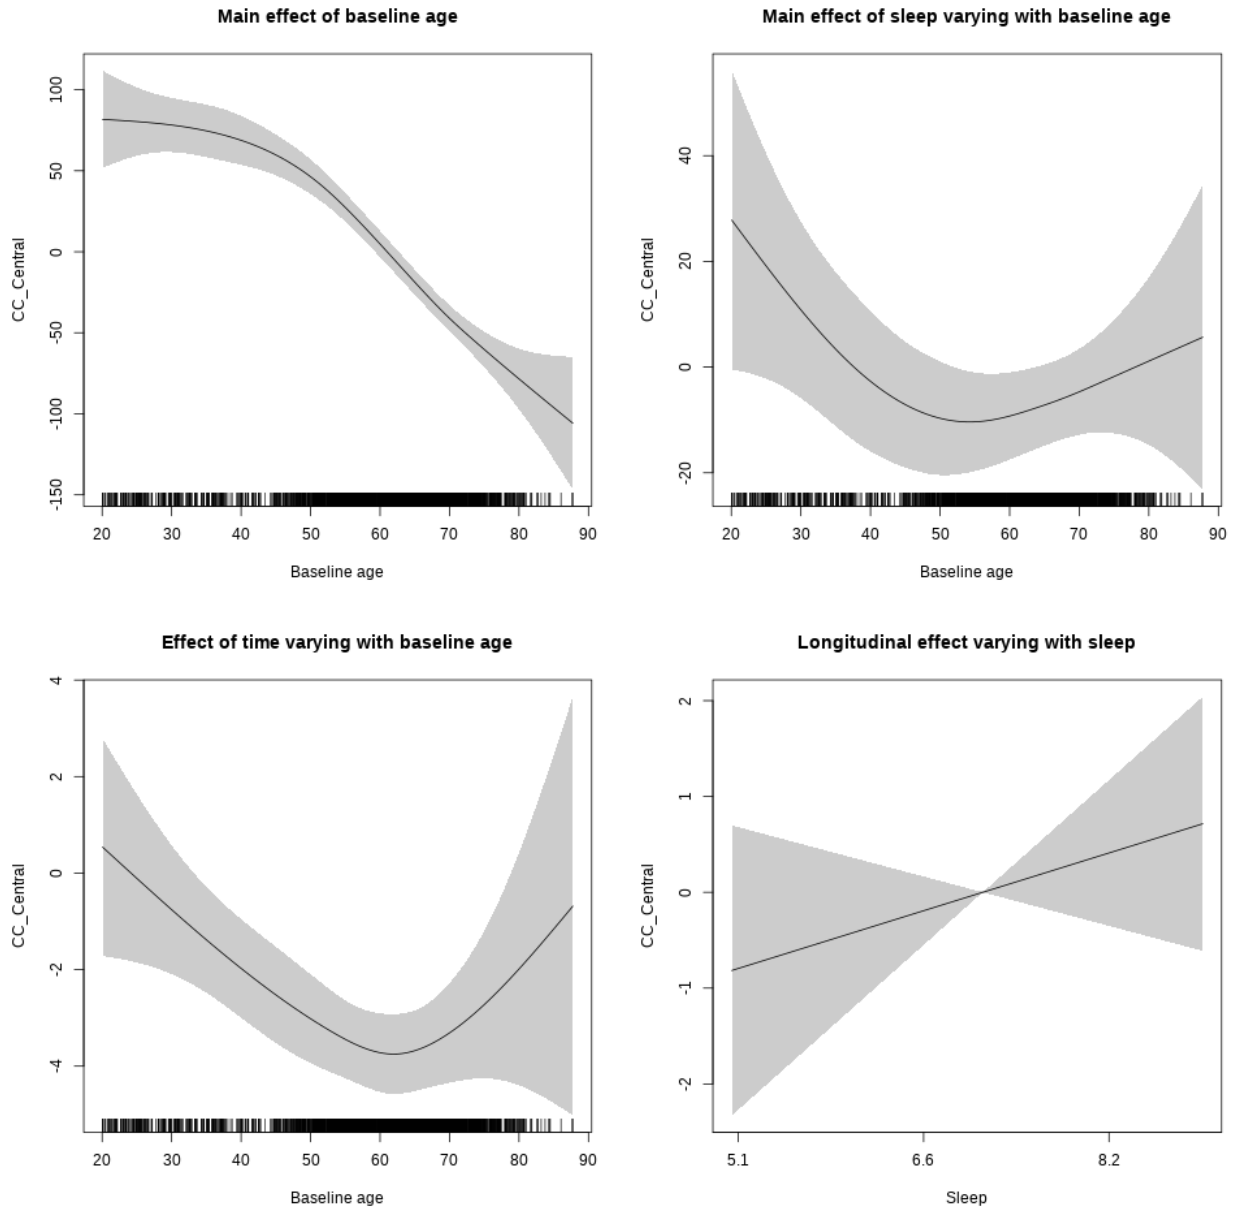 Main effect of baseline age
CC_Central
100
50
0
-50
-100
-150
20 30 40 50 60 70 80 90
Baseline age
Main effect of sleep varying with baseline age
CC_Central
40
20
0
-20
20 30 40 50 60 70 80 90
Baseline age
Effect of time varying with baseline age
CC_Central
4
2
0
-2
-4
20 30 40 50 60 70 80 90
Baseline age
Longitudinal effect varying with sleep
CC_Central
2
1
0
-1
-2
5.1 6.6 8.2
Sleep